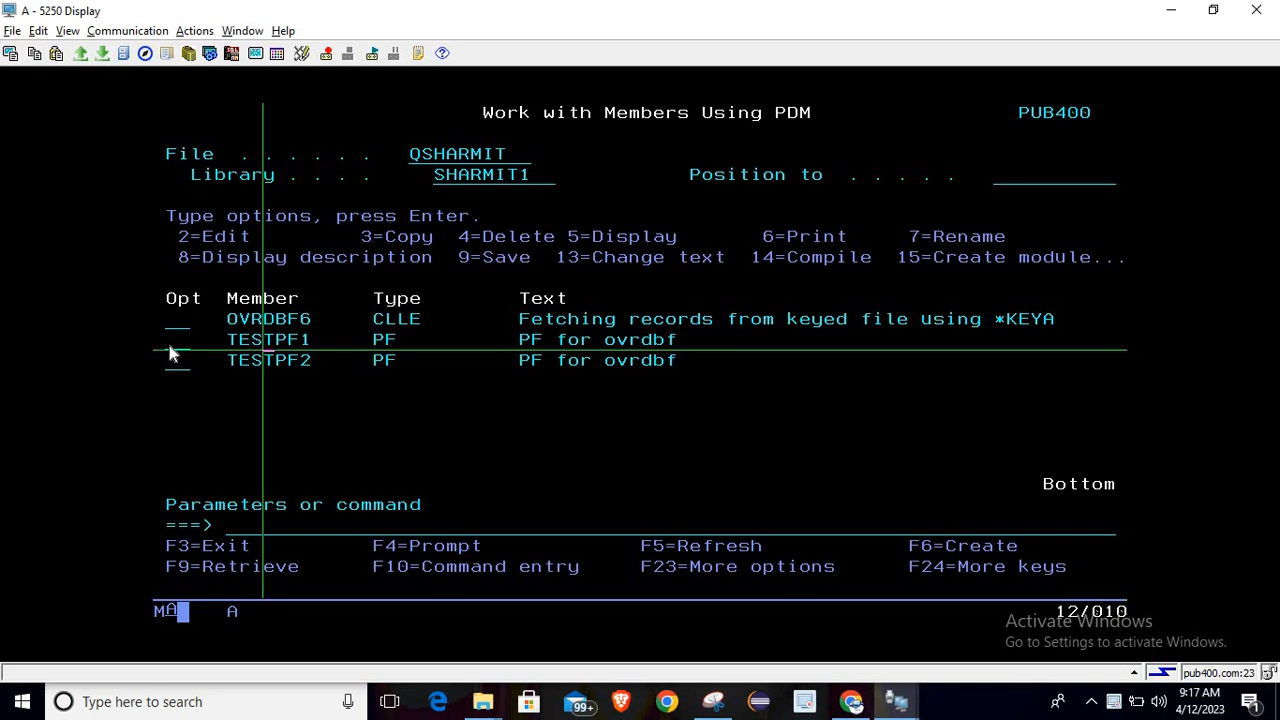 A - 5250 Display
File Edit View Communication Actions Window Help
Work with Members Using PDM PUB400
File . . . . . . QSHARMIT
Library . . . . SHARMIT1 Position to . . . . .
Type options, press Enter.
2=Edit 3=Copy 4=Delete 5=Display 6=Print 7=Rename
8=Display description 9=Save 13=Change text 14=Compile 15=Create module...
Opt Member Type Text
OVRDBF6 CLLE Fetching records from keyed file using *KEYA
TESTPF1 PF PF for ovrdbf
TESTPF2 PF PF for ovrdbf
Bottom
Parameters or command
===>
F3=Exit F4=Prompt F5=Refresh F6=Create
F9=Retrieve F10=Command entry F23=More options F24=More keys
MA A 12/010
Activate Windows
Go to Settings to activate Windows.
pub400.com:23
Type here to search 99+ 9:17 AM
4/12/2023 1